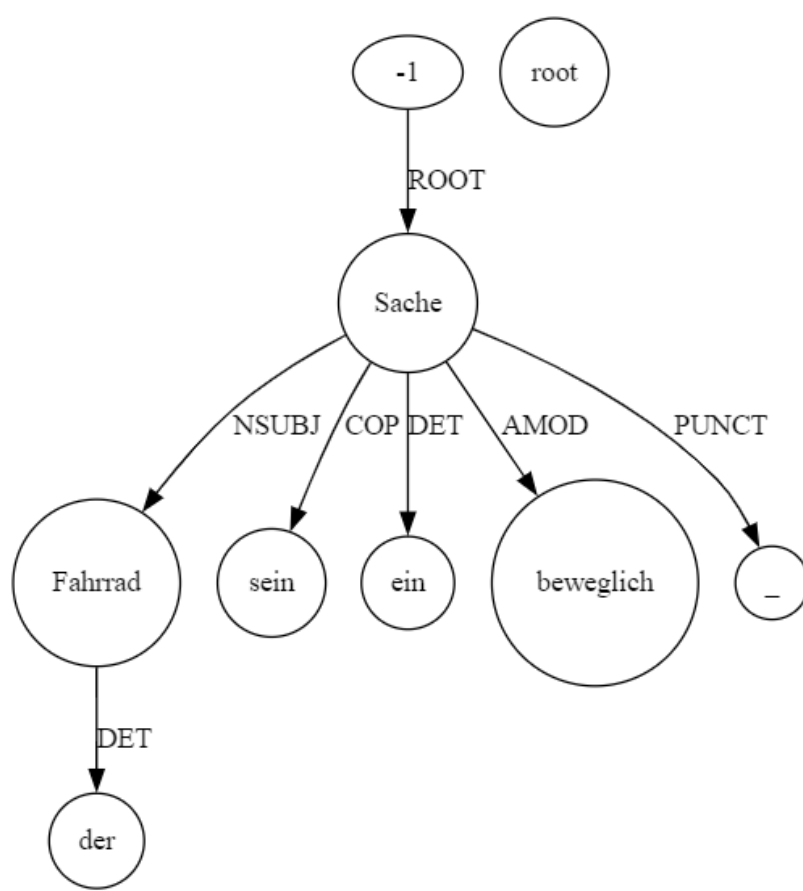 -1 root
ROOT
Sache
NSUBJ COP DET AMOD PUNCT
Fahrrad sein ein beweglich _
DET
der